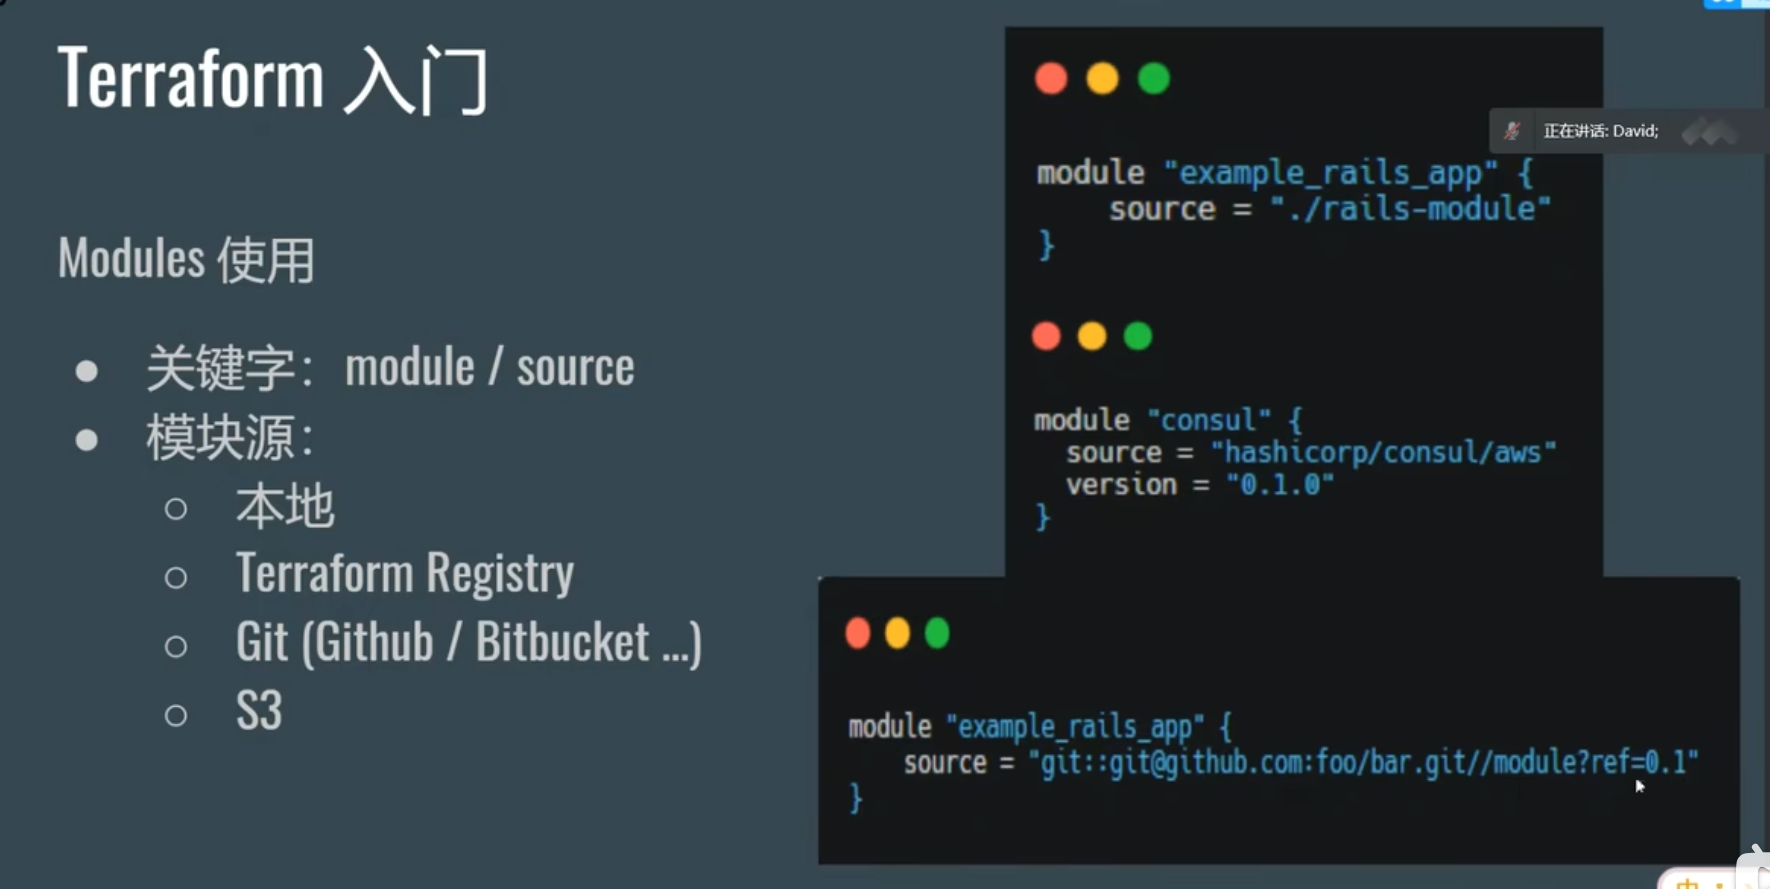 Terraform 入门
正在讲话: David;
Modules 使用
● 关键字：module / source
● 模块源：
○ 本地
○ Terraform Registry
○ Git (Github / Bitbucket ...)
○ S3
module "example_rails_app" {
    source = "./rails-module"
}
module "consul" {
  source = "hashicorp/consul/aws"
  version = "0.1.0"
}
module "example_rails_app" {
    source = "git::git@github.com:foo/bar.git//module?ref=0.1"
}
中